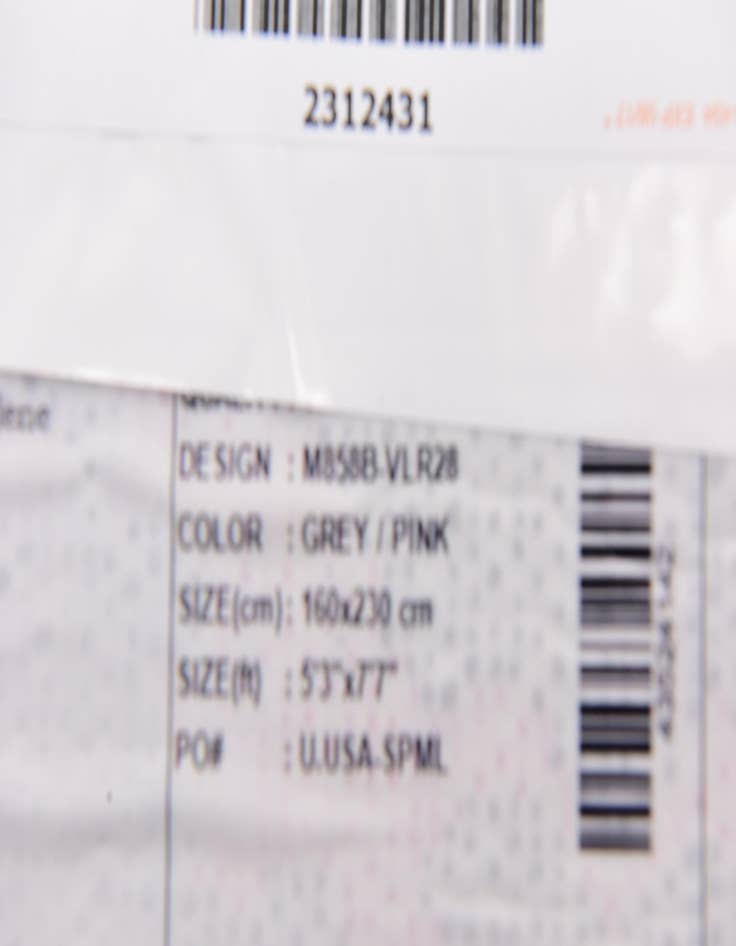 2312431
DESIGN : M858B-VLR28
COLOR : GREY / PINK
SIZE(cm) : 160x230 cm
SIZE(ft) : 5'3"x7'7"
PO# : U.USA-SPML